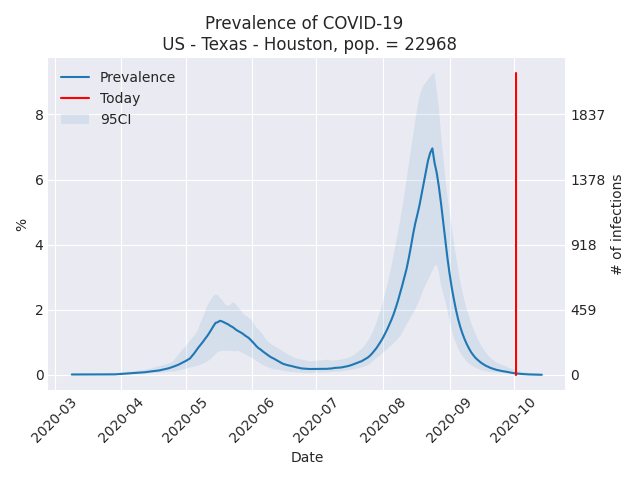 Prevalence of COVID-19
US - Texas - Houston, pop. = 22968
Prevalence
Today
95CI
%
8
6
4
2
0
1837
1378
918
459
0
# of infections
2020-03
2020-04
2020-05
2020-06
2020-07
2020-08
2020-09
2020-10
Date